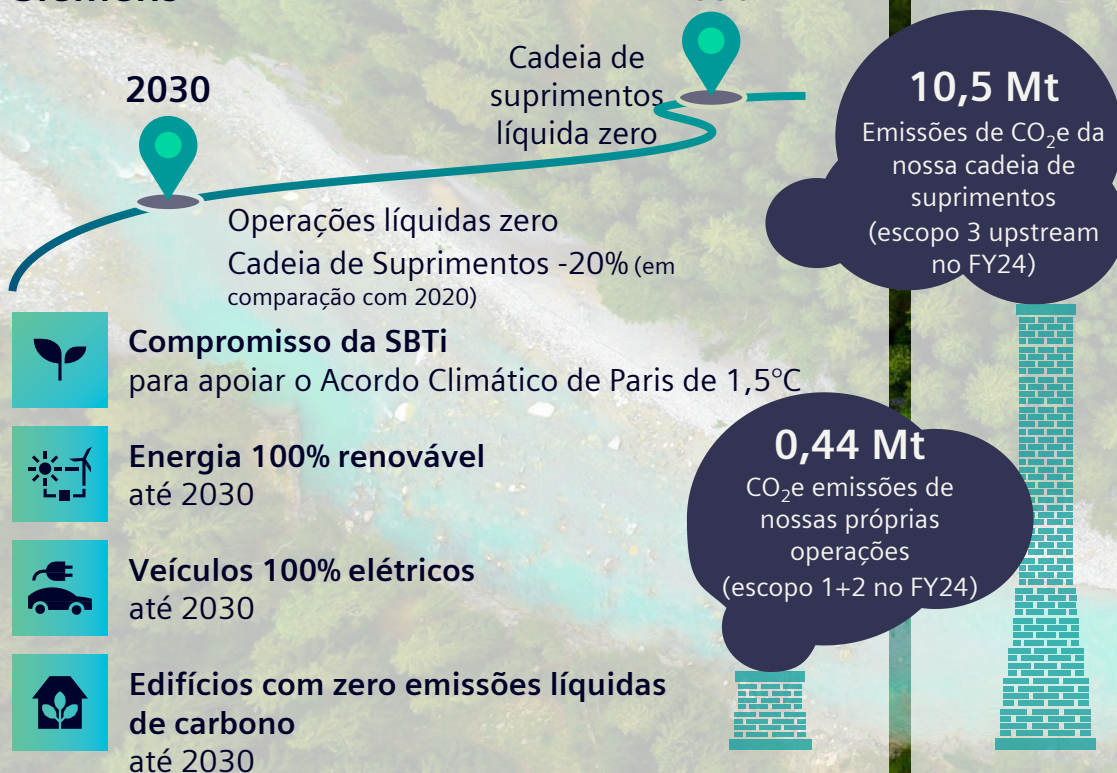 2030
Cadeia de
suprimentos
líquida zero
Operações líquidas zero
Cadeia de Suprimentos -20% (em
comparação com 2020)
Compromisso da SBTi
para apoiar o Acordo Climático de Paris de 1,5°C
Energia 100% renovável
até 2030
Veículos 100% elétricos
até 2030
Edifícios com zero emissões líquidas
de carbono
até 2030
10,5 Mt
Emissões de CO₂e da
nossa cadeia de
suprimentos
(escopo 3 upstream
no FY24)
0,44 Mt
CO₂e emissões de
nossas próprias
operações
(escopo 1+2 no FY24)